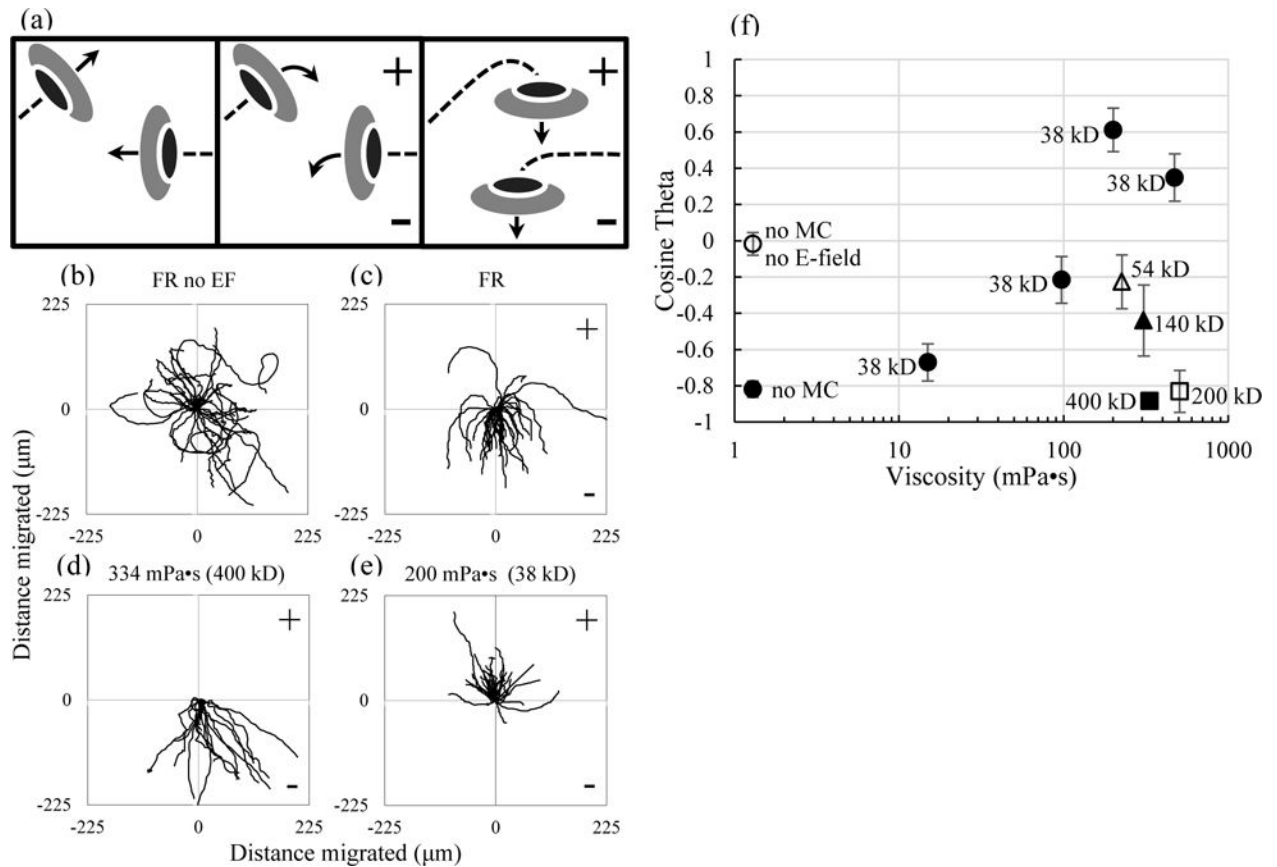 (a)
+
-
+
-
(b)
FR no EF
225
0
-225
(c)
FR
225
0
-225
+
-
-225
0
225
-225
0
225
(d)
334 mPa•s (400 kD)
225
0
-225
+
-
(e)
200 mPa•s (38 kD)
225
0
-225
+
-
-225
0
225
-225
0
225
Distance migrated (µm)
Distance migrated (µm)
(f)
1
0.8
0.6
0.4
0.2
0
-0.2
-0.4
-0.6
-0.8
-1
Cosine Theta
38 kD
38 kD
no MC
no E-field
54 kD
38 kD
140 kD
38 kD
no MC
400 kD
200 kD
1
10
100
1000
Viscosity (mPa•s)